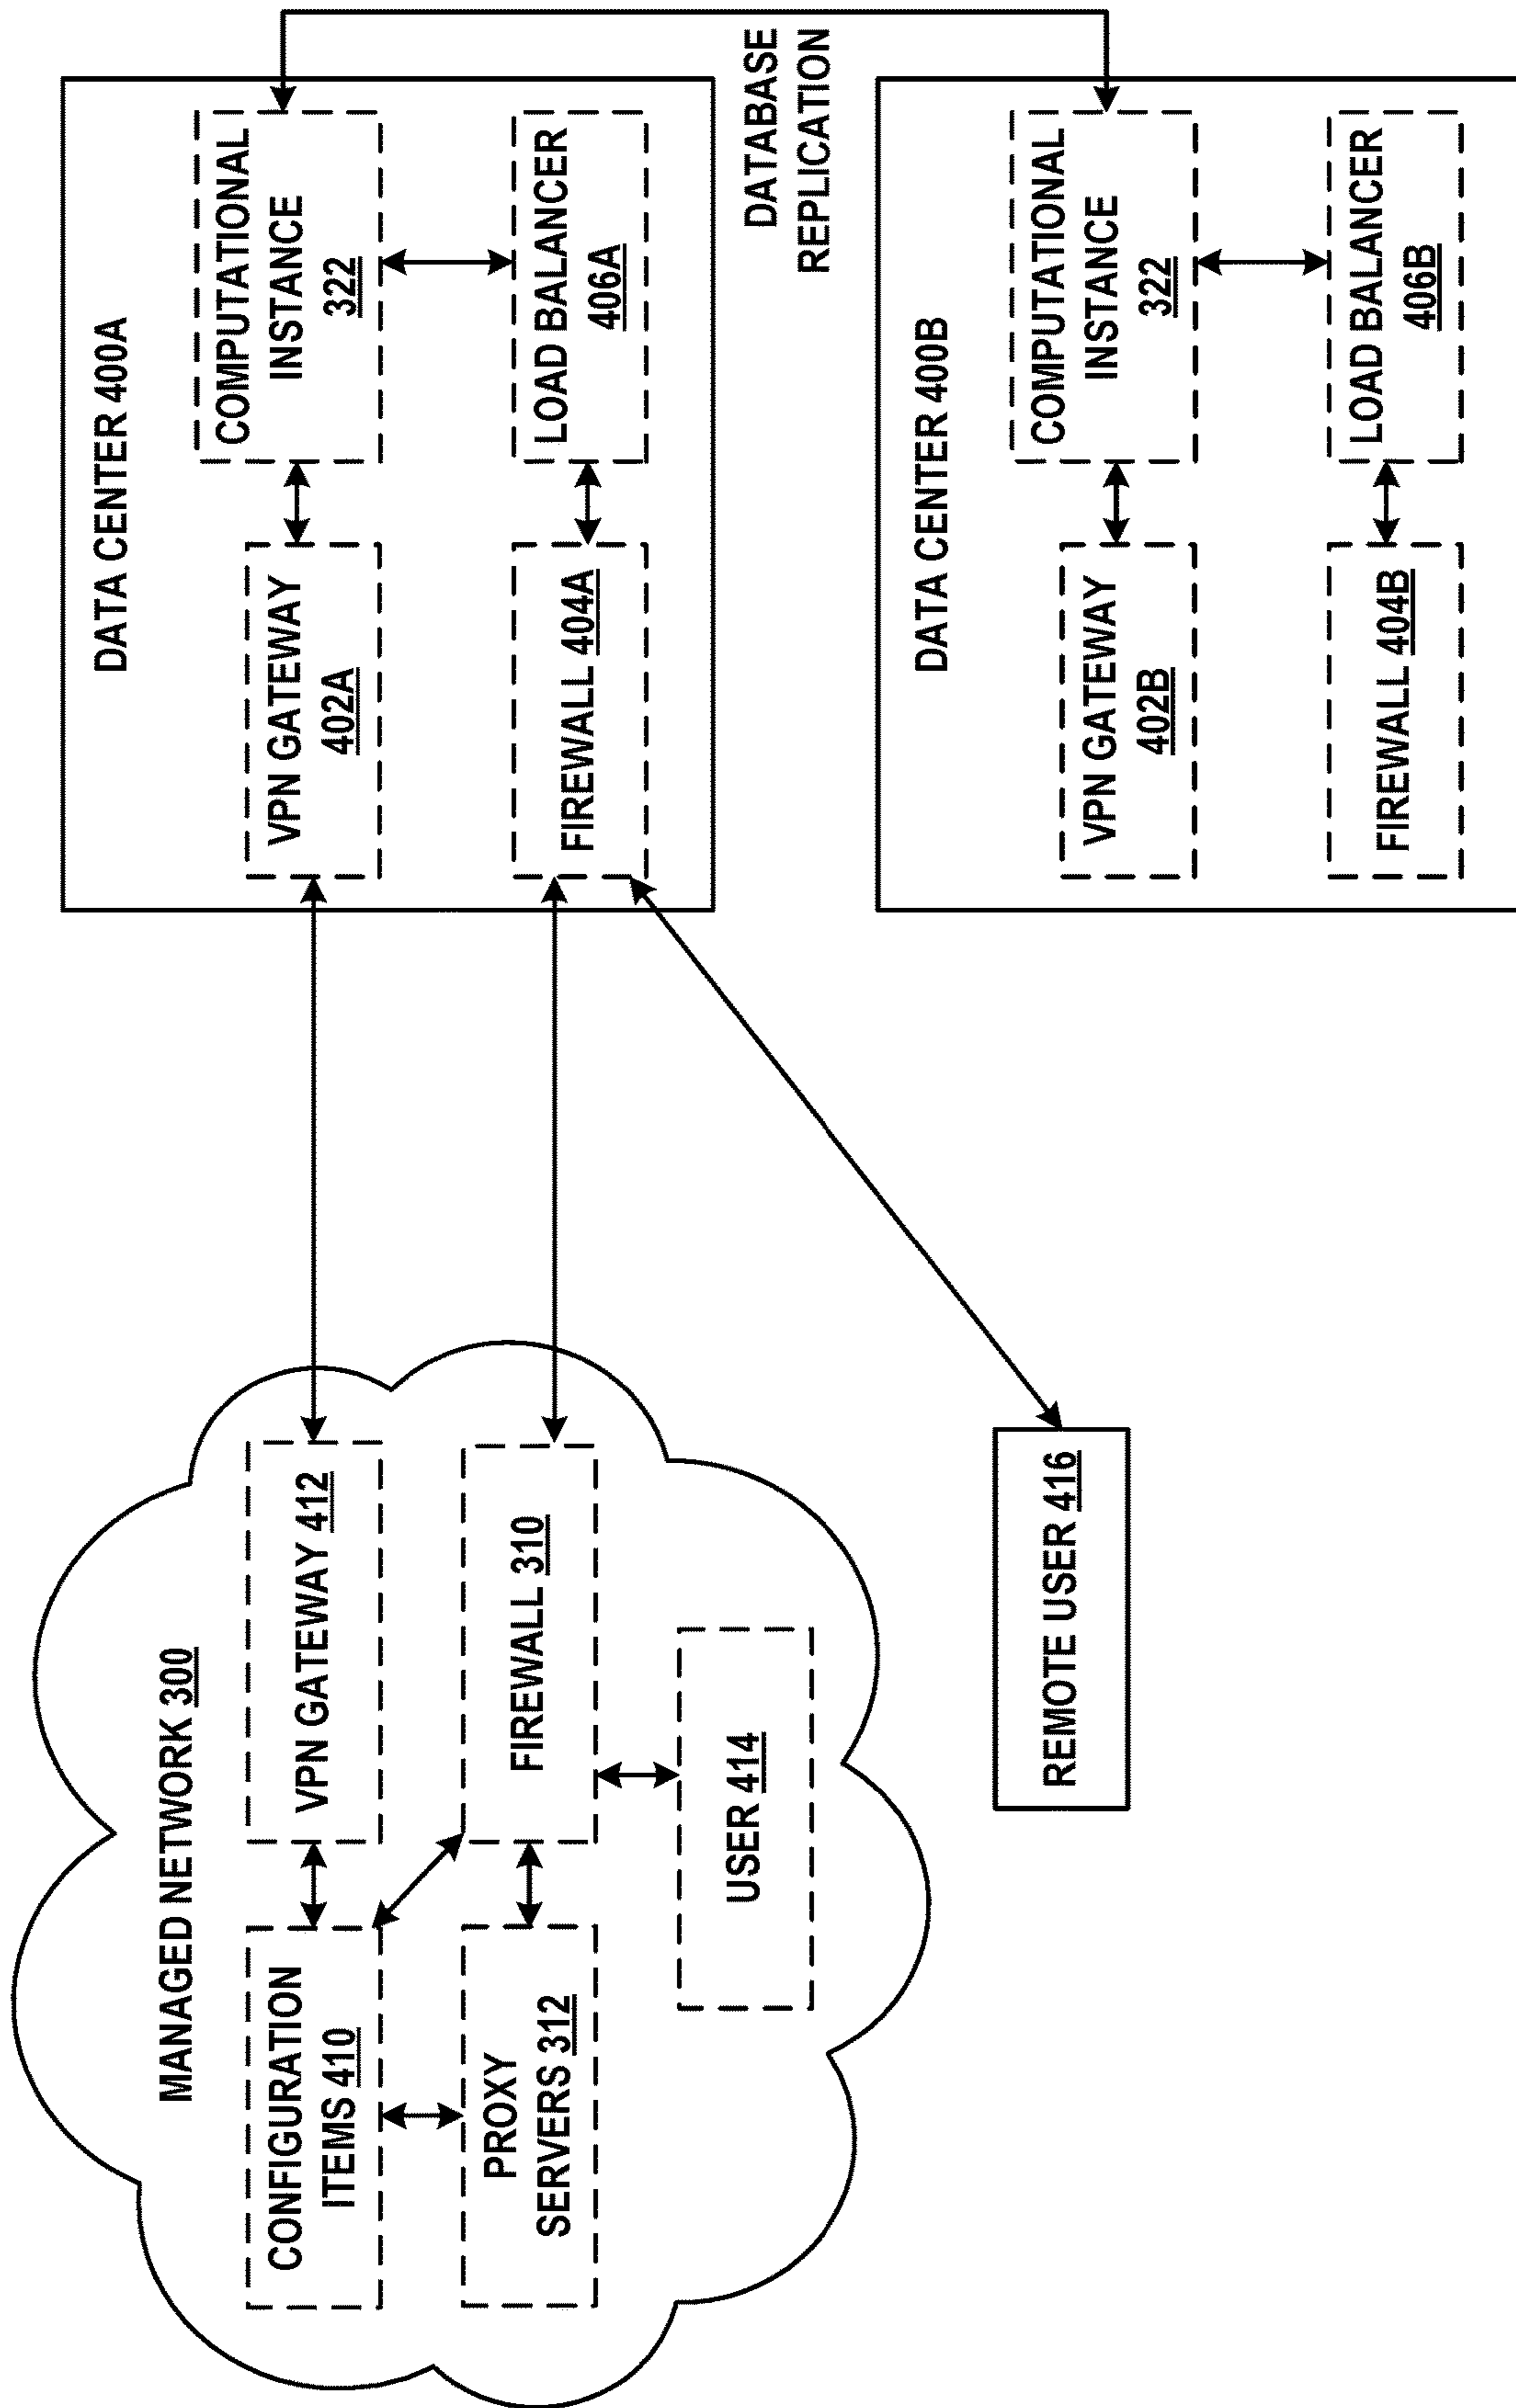 MANAGED NETWORK 300
CONFIGURATION
ITEMS 410
VPN GATEWAY 412
PROXY
SERVERS 312
FIREWALL 310
USER 414
REMOTE USER 416
DATA CENTER 400A
VPN GATEWAY
402A
COMPUTATIONAL
INSTANCE
322
FIREWALL 404A
LOAD BALANCER
406A
DATABASE
REPLICATION
DATA CENTER 400B
VPN GATEWAY
402B
COMPUTATIONAL
INSTANCE
322
FIREWALL 404B
LOAD BALANCER
406B